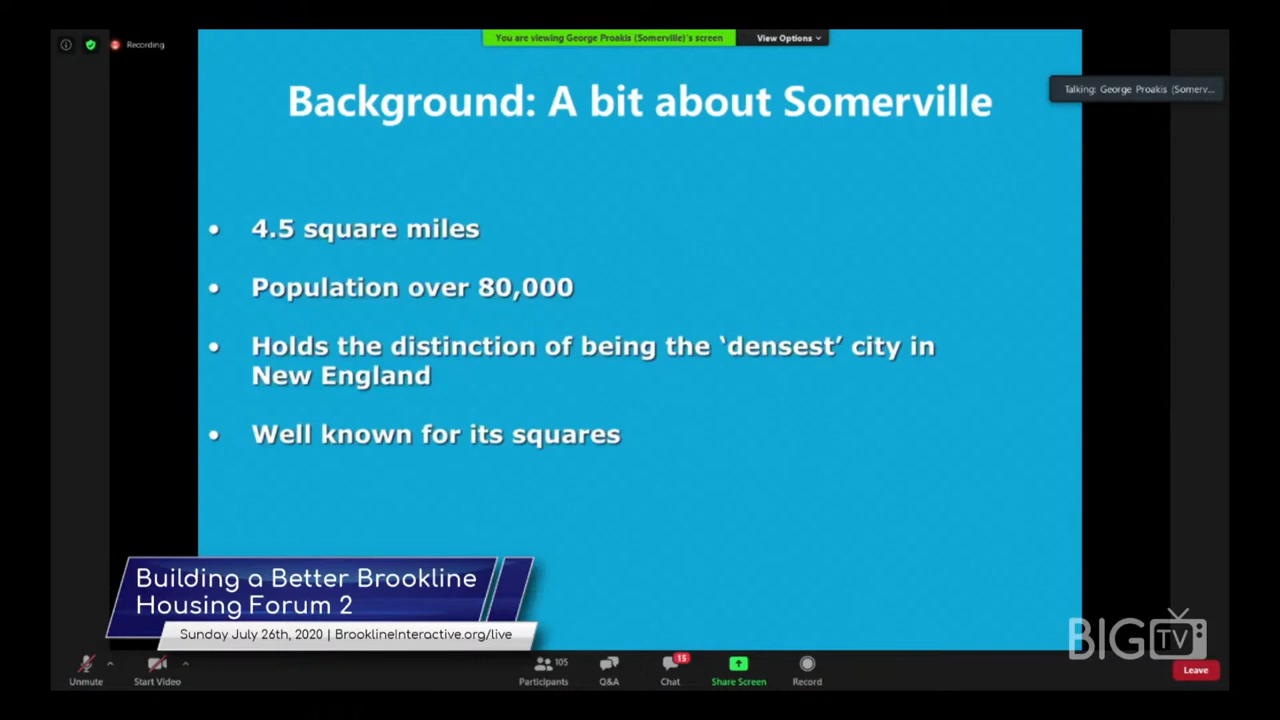 Recording
You are viewing George Proakis (Somerville)'s screen
View Options
Background: A bit about Somerville
Talking: George Proakis (Somerv...
• 4.5 square miles
• Population over 80,000
• Holds the distinction of being the ‘densest’ city in
New England
• Well known for its squares
Building a Better Brookline
Housing Forum 2
Sunday July 26th, 2020 | BrooklineInteractive.org/live
BIG TV
Unmute
Start Video
105
Participants
Q&A
15
Chat
Share Screen
Record
Leave